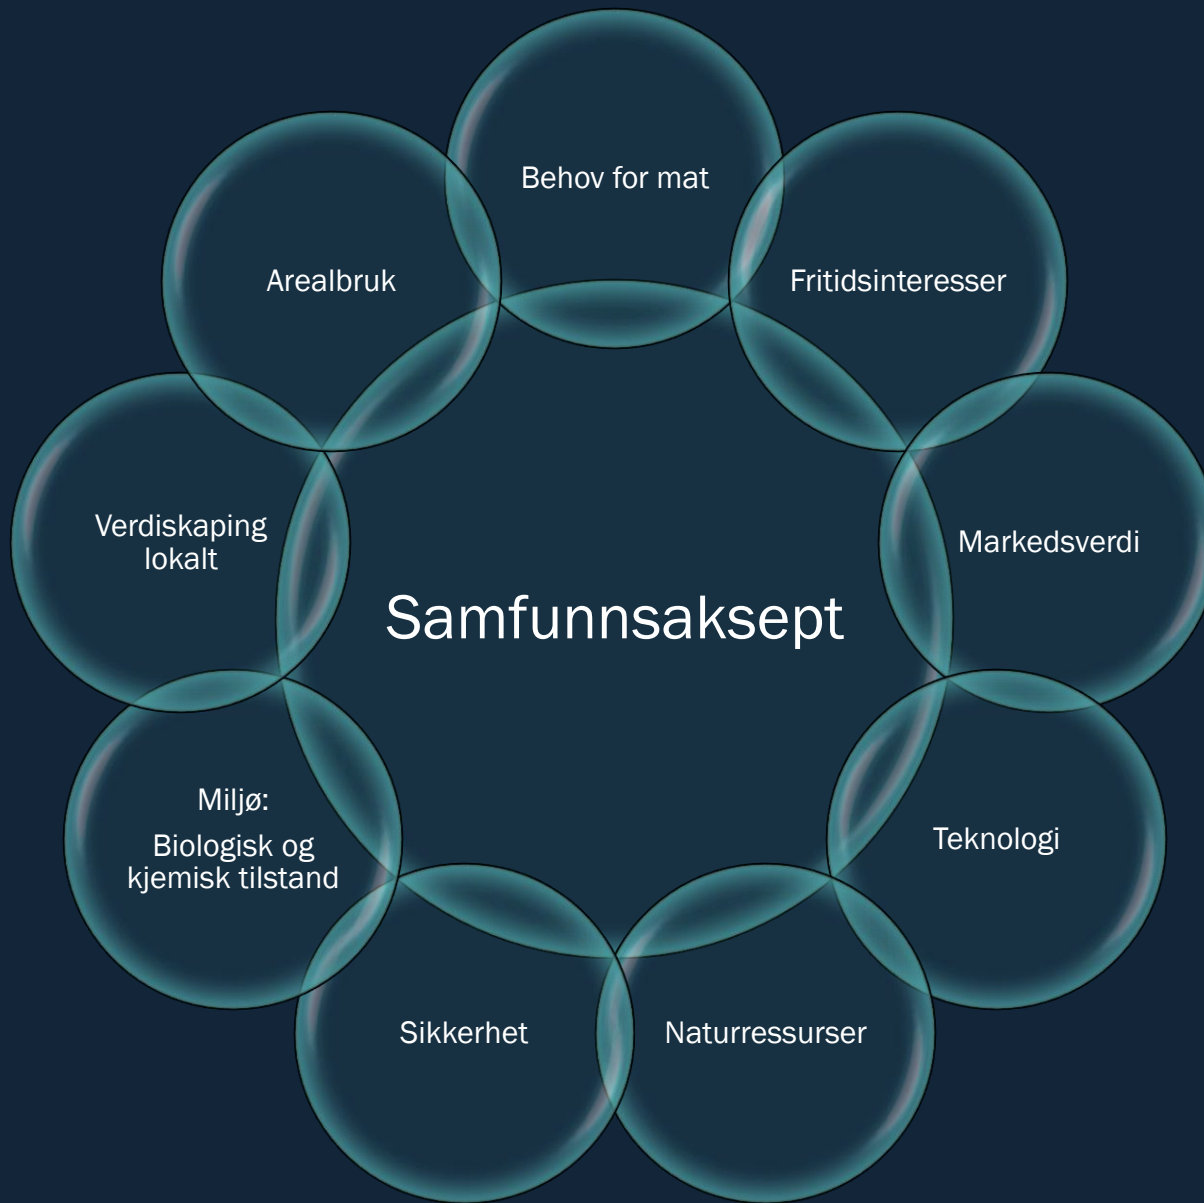 Behov for mat
Fritidsinteresser
Markedsverdi
Teknologi
Naturressurser
Sikkerhet
Miljø:
Biologisk og
kjemisk tilstand
Verdiskaping
lokalt
Arealbruk
Samfunnsaksept